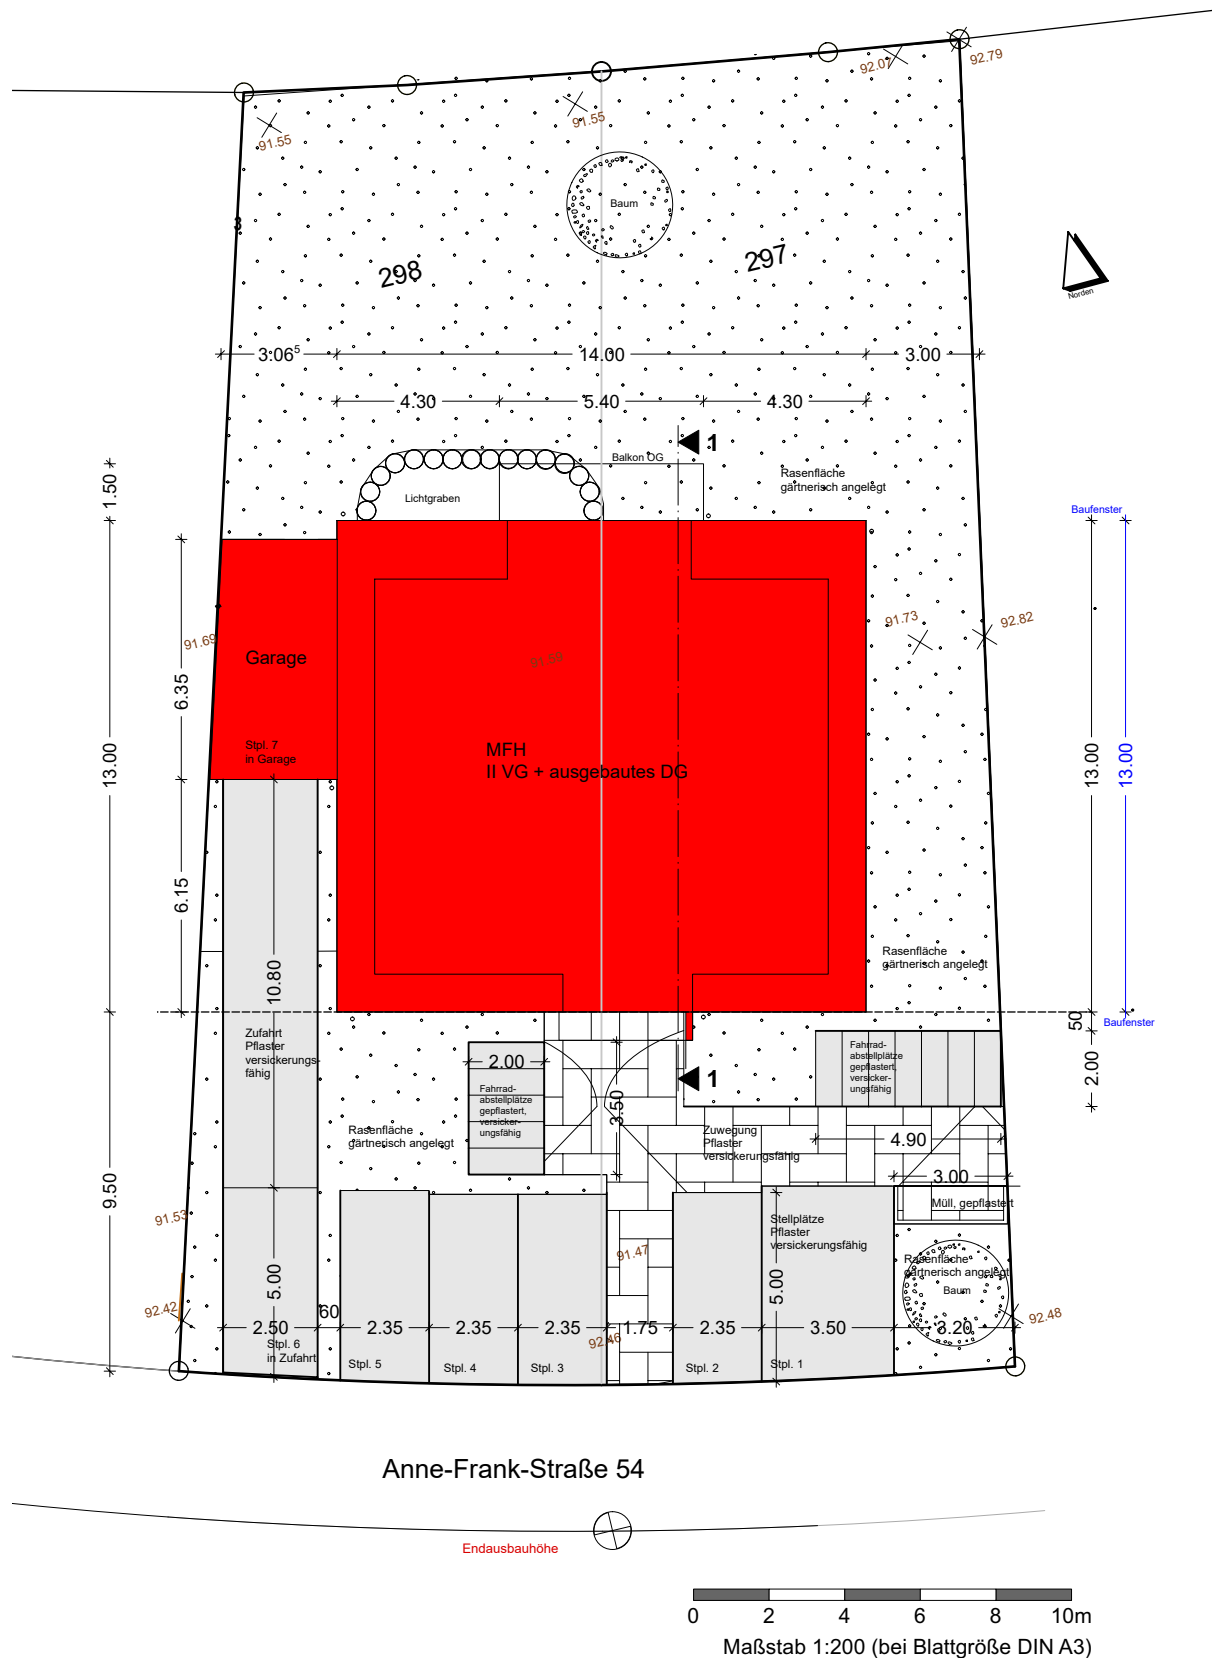 92.07
92.79
91.55
91.55
3
Baum
298
297
Norden
3.06⁵
14.00
3.00
4.30
5.40
4.30
1
Balkon OG
Rasenfläche
gärtnerisch angelegt
Lichtgraben
1.50
Baufenster
91.69
Garage
91.69
91.73
92.82
6.35
Stpl. 7
in Garage
MFH
II VG + ausgebautes DG
13.00
13.00
13.00
6.15
10.80
Rasenfläche
gärtnerisch angelegt
Zufahrt
Pflaster
versickerungs-
fähig
50
Baufenster
2.00
Fahrrad-
abstellplätze
gepflastert,
versicker-
ungsfähig
Fahrrad-
abstellplätze
gepflastert,
versicker-
ungsfähig
2.00
1
3.50
Rasenfläche
gärtnerisch angelegt
Zuwegung
Pflaster
versickerungsfähig
4.90
3.00
Müll, gepflastert
9.50
91.53
Stellplätze
Pflaster
versickerungsfähig
91.47
Rasenfläche
gärtnerisch angelegt
Baum
5.00
5.00
92.42
60
92.48
2.50
2.35
2.35
2.35
92.46
1.75
2.35
3.50
3.20
Stpl. 6
in Zufahrt
Stpl. 5
Stpl. 4
Stpl. 3
Stpl. 2
Stpl. 1
Anne-Frank-Straße 54
Endausbauhöhe
0 2 4 6 8 10m
Maßstab 1:200 (bei Blattgröße DIN A3)